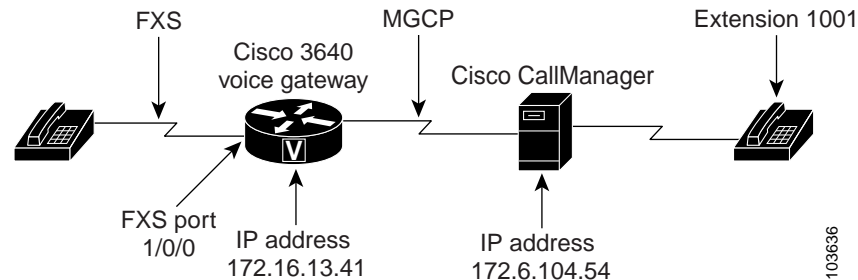 FXS
MGCP
Extension 1001
Cisco 3640
voice gateway
Cisco CallManager
V
FXS port
1/0/0
IP address
172.16.13.41
IP address
172.6.104.54
103636